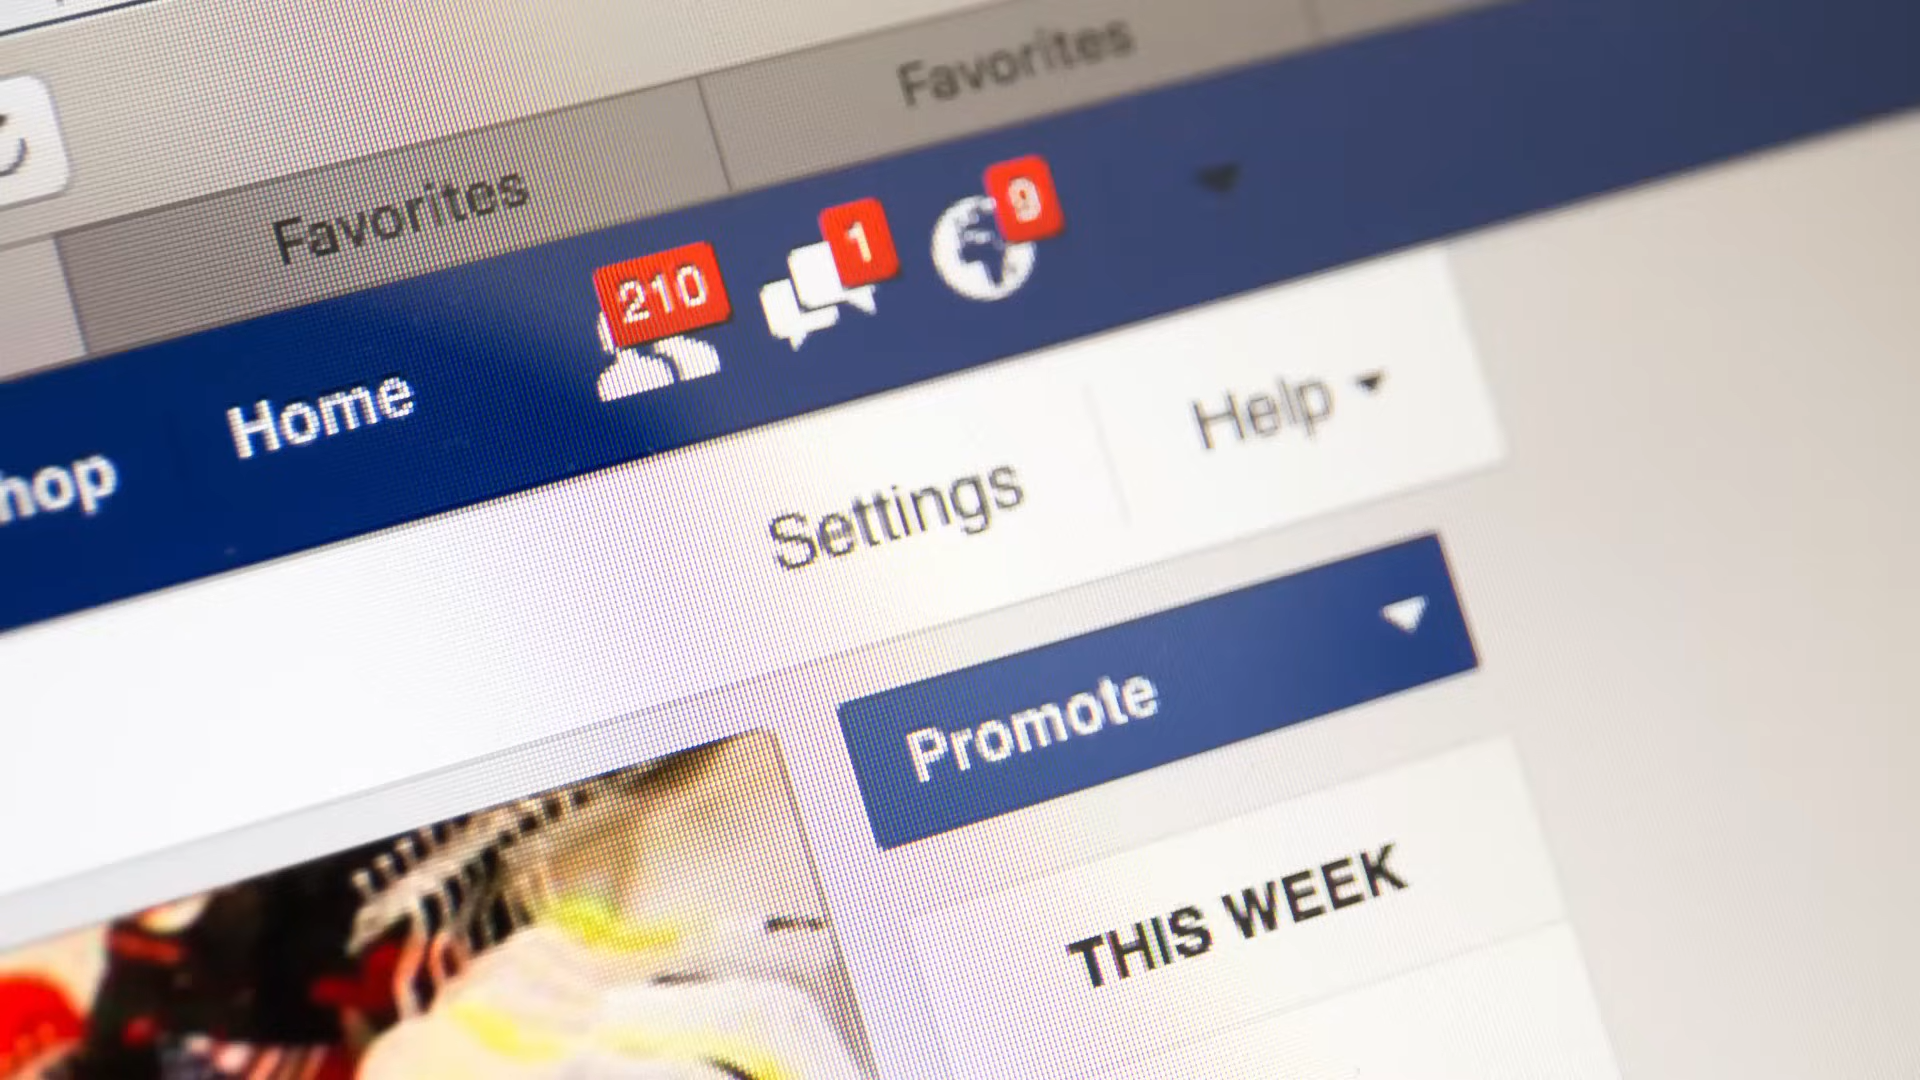 Favorites
Favorites
210
1
9
hop
Home
Settings
Help
Promote
THIS WEEK